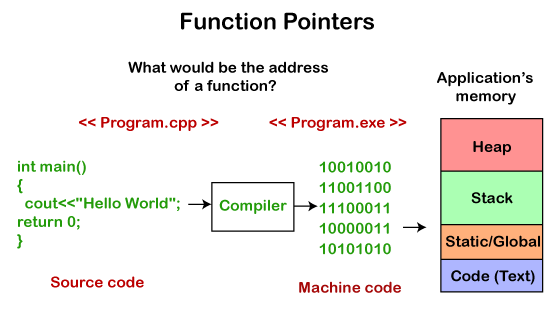 Function Pointers
What would be the address
of a function?
Application's
memory
<< Program.cpp >>
<< Program.exe >>
int main()
{
cout<<"Hello World";
return 0;
}
Compiler
10010010
11001100
11100011
10000011
10101010
Heap
Stack
Static/Global
Code (Text)
Source code
Machine code